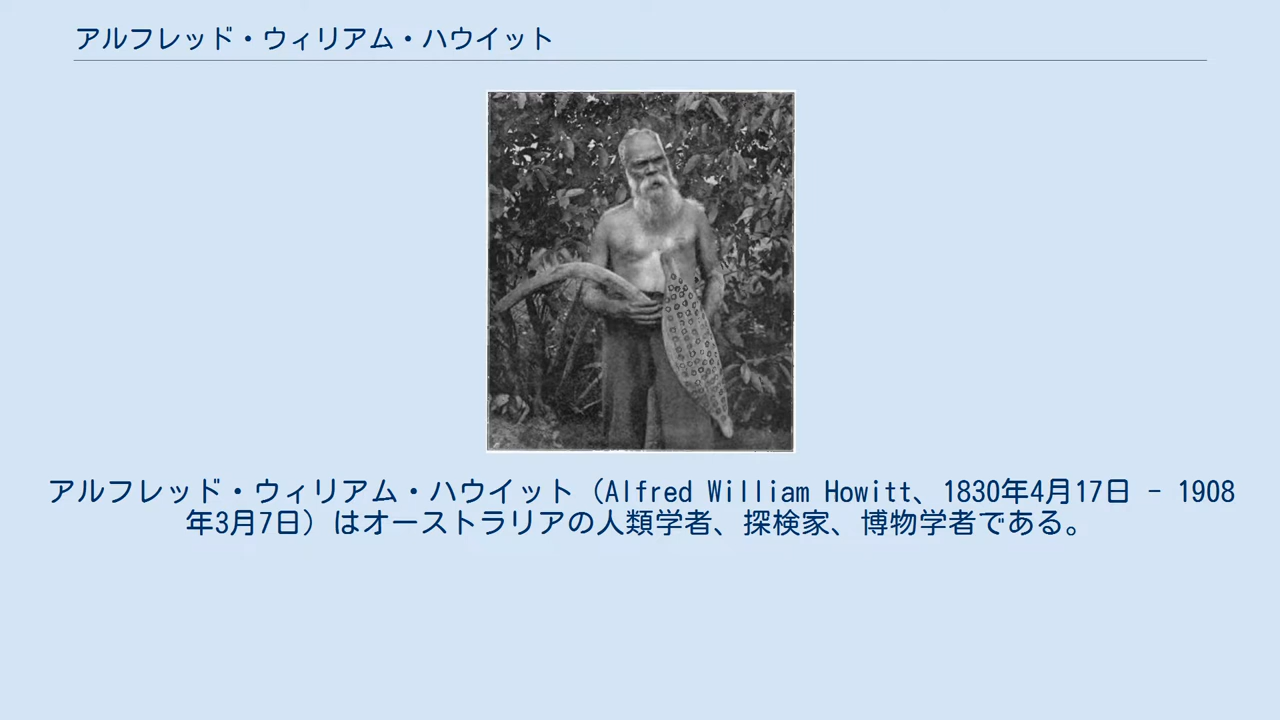 アルフレッド・ウィリアム・ハウイット
アルフレッド・ウィリアム・ハウイット（Alfred William Howitt、1830年4月17日 - 1908
年3月7日）はオーストラリアの人類学者、探検家、博物学者である。